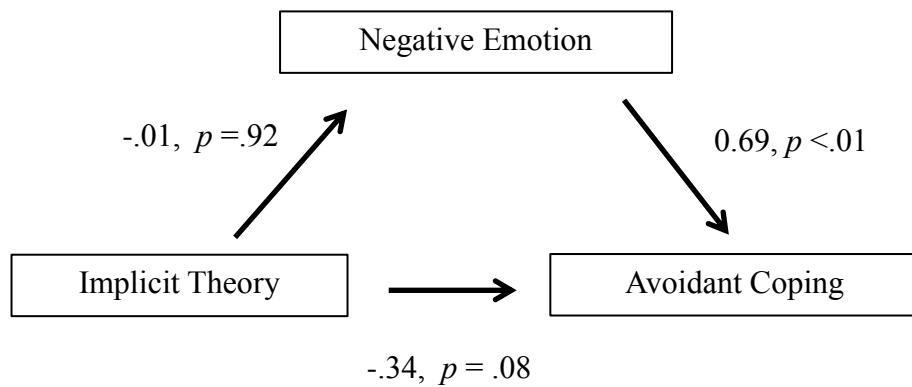 Negative Emotion
-.01, p =.92
0.69, p <.01
Implicit Theory
Avoidant Coping
-.34, p = .08